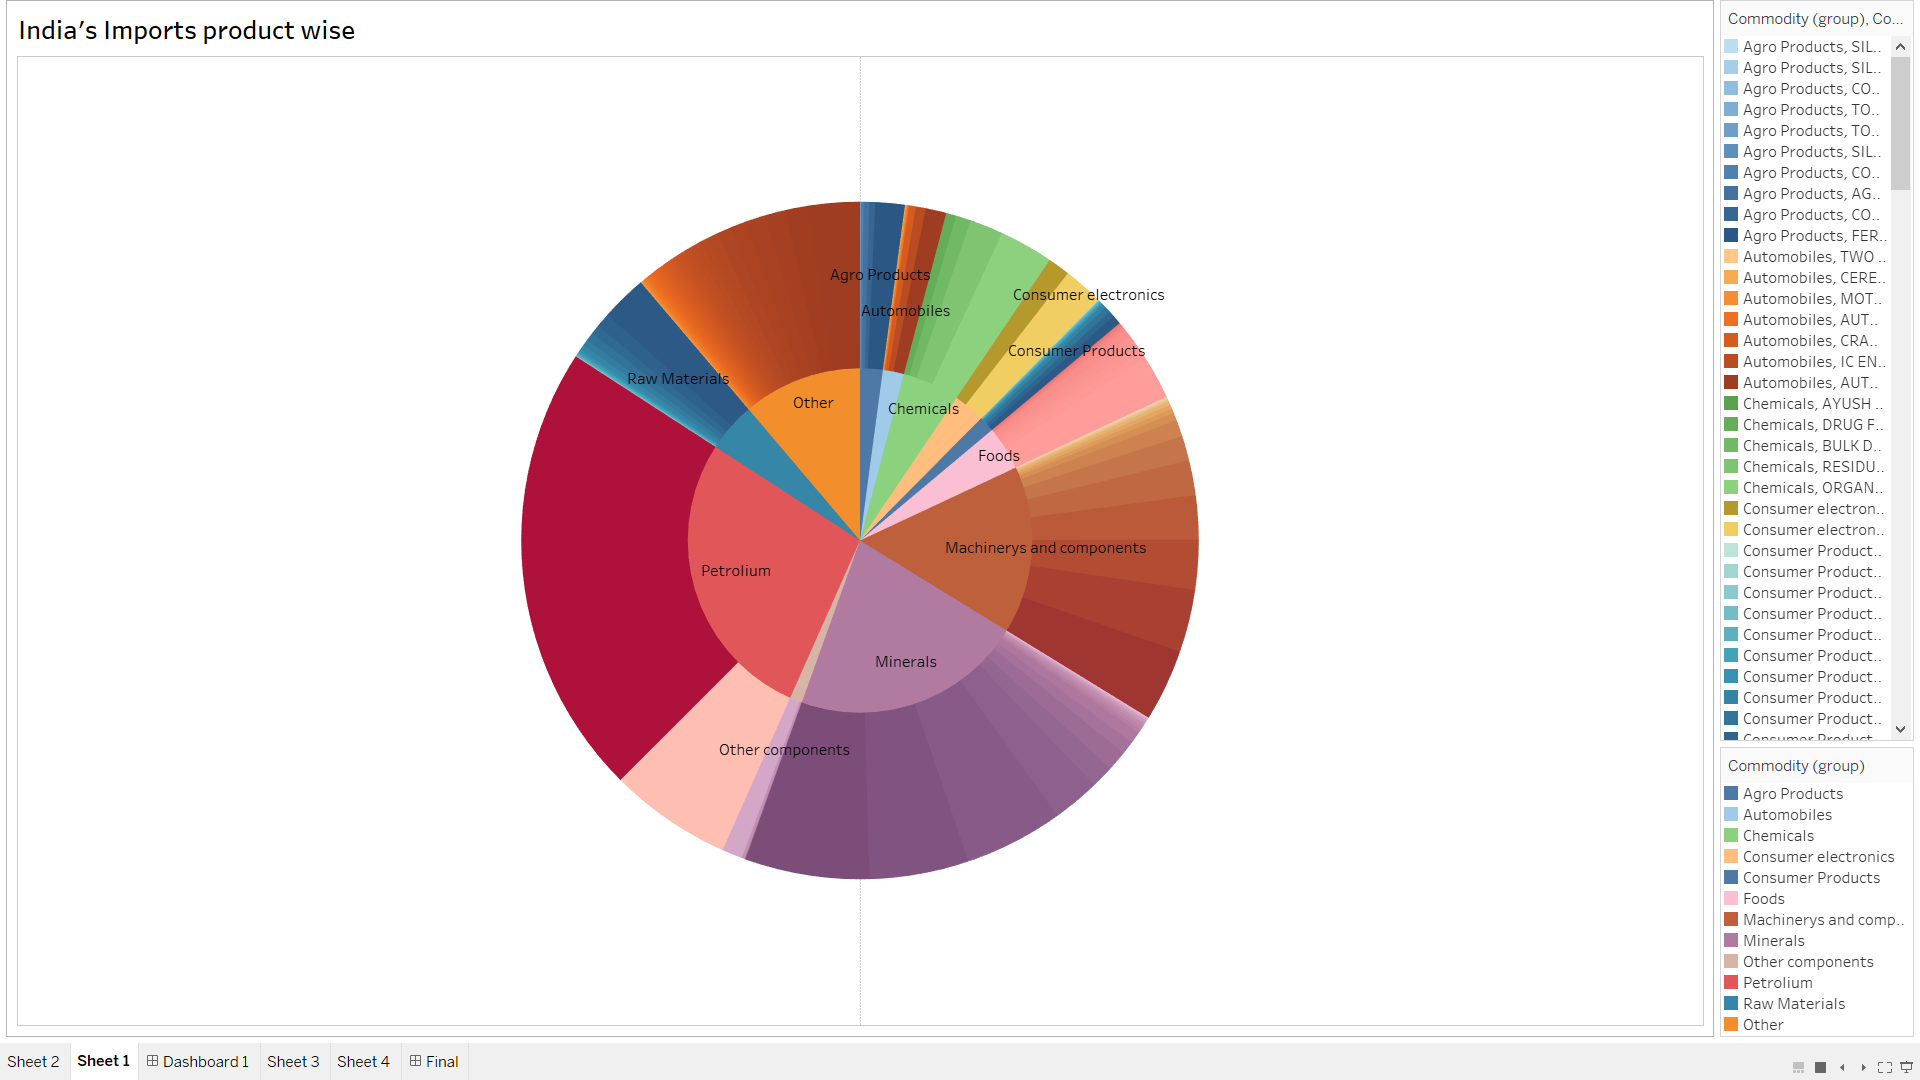 India's Imports product wise
Agro Products
Automobiles
Consumer electronics
Consumer Products
Raw Materials
Other
Chemicals
Foods
Machinerys and components
Petrolium
Minerals
Other components
Commodity (group), Co...
Agro Products, SIL..
Agro Products, SIL..
Agro Products, CO..
Agro Products, TO..
Agro Products, TO..
Agro Products, SIL..
Agro Products, CO..
Agro Products, AG..
Agro Products, CO..
Agro Products, FER..
Automobiles, TWO ..
Automobiles, CERE..
Automobiles, MOT..
Automobiles, AUT..
Automobiles, CRA..
Automobiles, IC EN..
Automobiles, AUT..
Chemicals, AYUSH ..
Chemicals, DRUG F..
Chemicals, BULK D..
Chemicals, RESIDU..
Chemicals, ORGAN..
Consumer electron..
Consumer electron..
Consumer Product..
Consumer Product..
Consumer Product..
Consumer Product..
Consumer Product..
Consumer Product..
Consumer Product..
Consumer Product..
Consumer Product..
Consumer Product..
Commodity (group)
Agro Products
Automobiles
Chemicals
Consumer electronics
Consumer Products
Foods
Machinerys and comp..
Minerals
Other components
Petrolium
Raw Materials
Other
Sheet 2
Sheet 1
Dashboard 1
Sheet 3
Sheet 4
Final